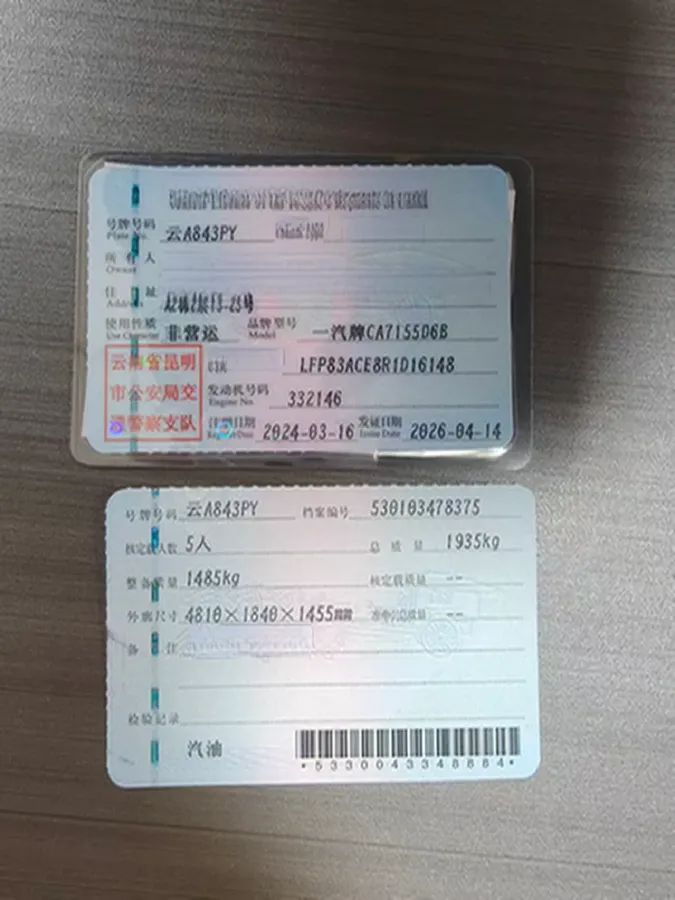 号牌号码 云A843PY
Plate No.
所有人
Owner
住址
Address
使用性质 非营运 品牌型号 一汽牌CA7155D6B
Use Character Model
云南省昆明 LFP83ACE8R1D16148
市公安局交 发动机号码 332146
Engine No.
通警察支队 注册日期 2024-03-16 发证日期 2026-04-14
Register Date Issue Date
号牌号码 云A843PY 档案编号 530103478375
核定载人数 5人 总质量 1935kg
整备质量 1485kg 核定载质量 --
外廓尺寸 4810×1840×1455 --
备注
检验记录
汽油
*5330043348884*